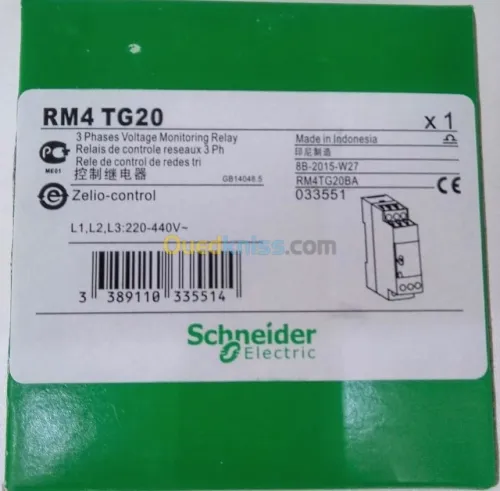 RM4 TG20
x 1
3 Phases Voltage Monitoring Relay
Relais de controle reseaux 3 Ph
Rele de control de redes tri
控制继电器
GB14048.5
ME01
Made in Indonesia
印尼制造
8B-2015-W27
RM4TG20BA
033551
CE
Zelio-control
L1,L2,L3:220-440V~
Ouedkniss.com
3 389110 335514
Schneider
Electric